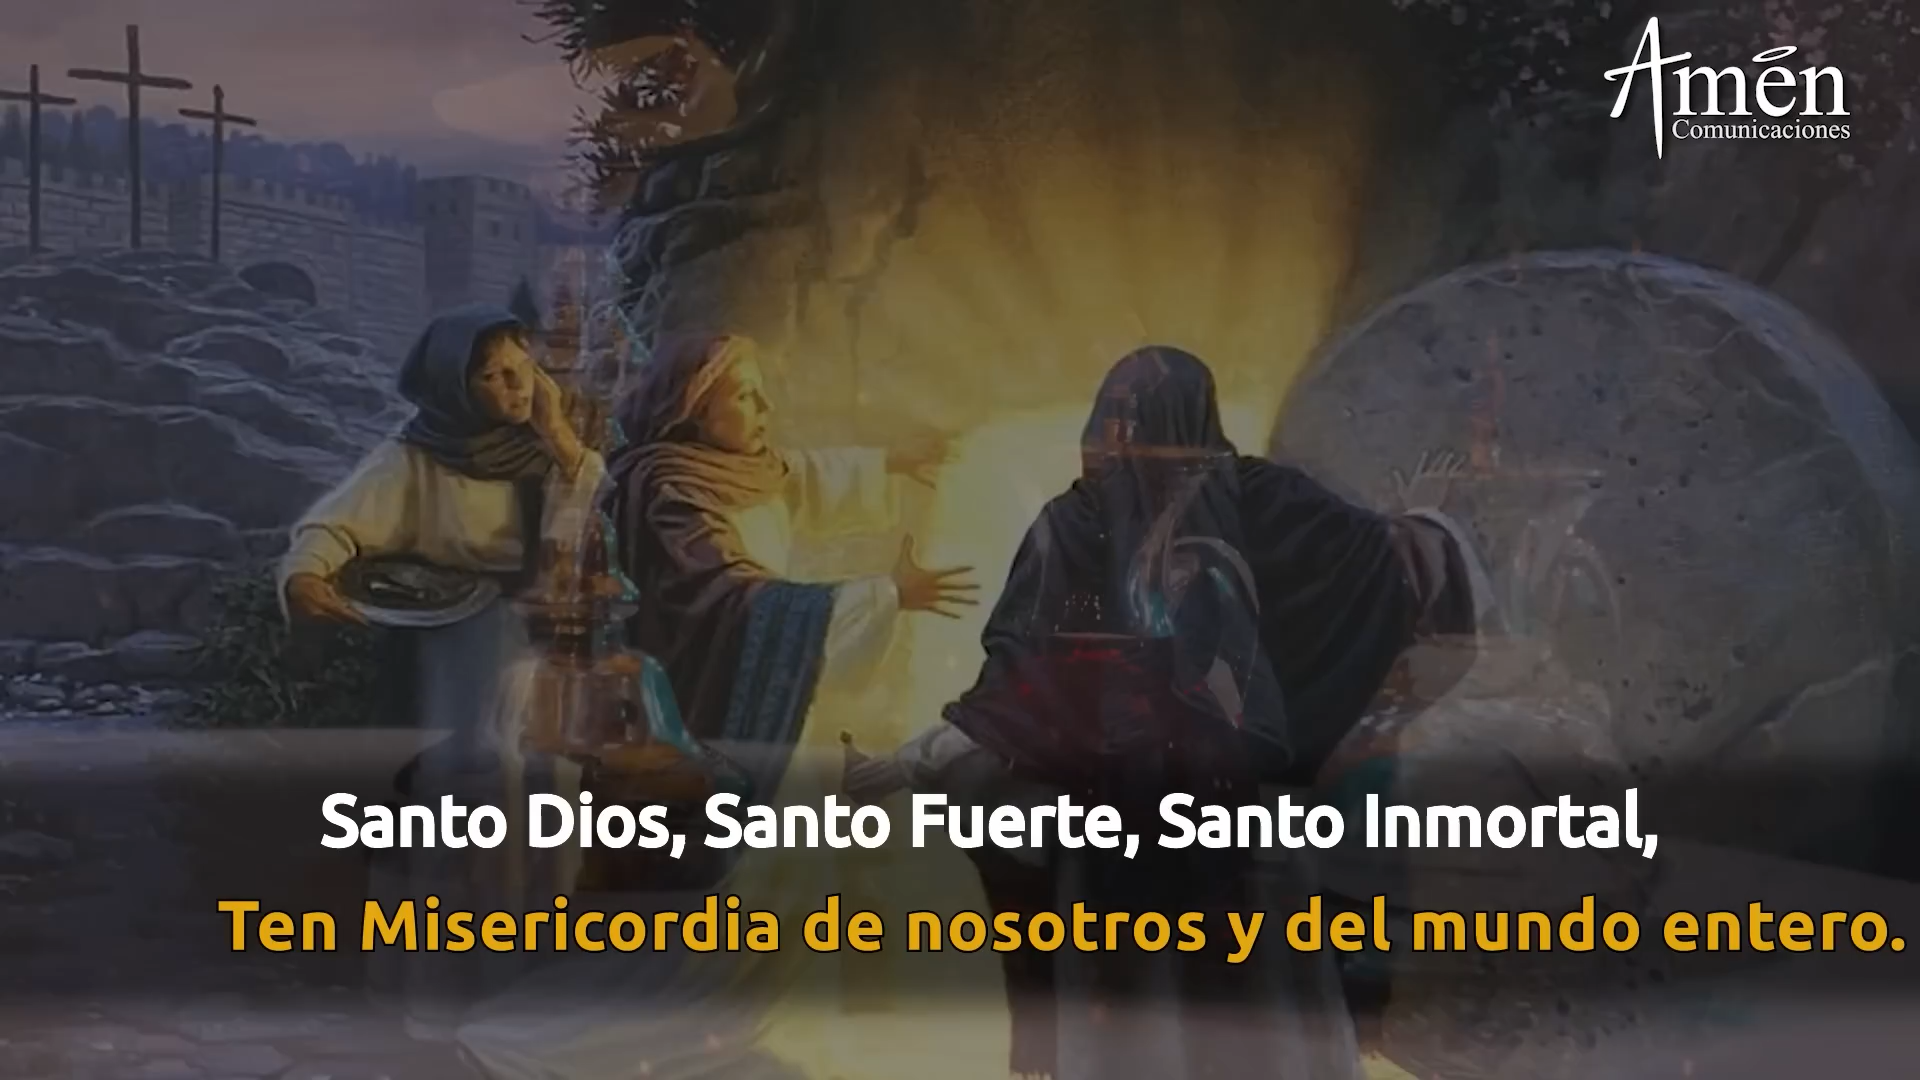 Amén
Comunicaciones
Santo Dios, Santo Fuerte, Santo Inmortal,
Ten Misericordia de nosotros y del mundo entero.